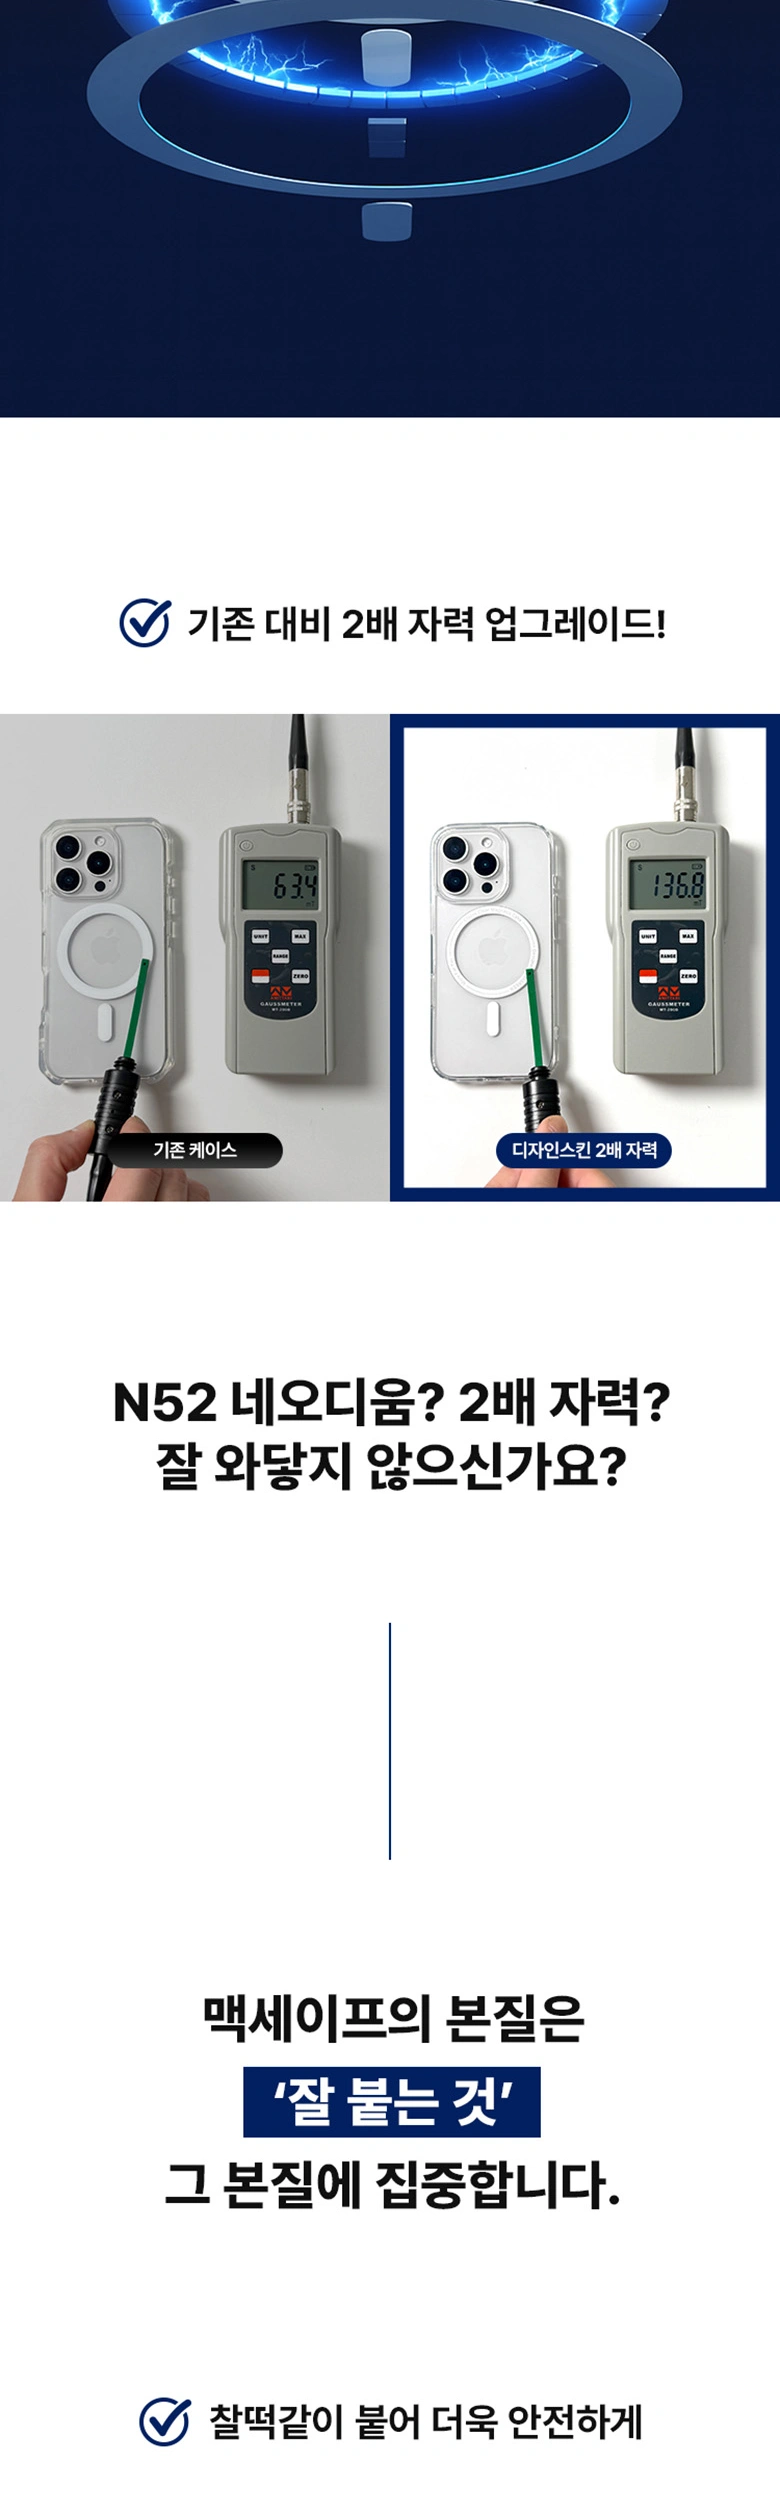 기존 대비 2배 자력 업그레이드!
63.4
mT
UNIT
MAX
RANGE
ZERO
GAUSSMETER
기존 케이스
136.8
mT
UNIT
MAX
RANGE
ZERO
GAUSSMETER
디자인스킨 2배 자력
N52 네오디움? 2배 자력?
잘 와닿지 않으신가요?
맥세이프의 본질은
‘잘 붙는 것’
그 본질에 집중합니다.
찰떡같이 붙어 더욱 안전하게